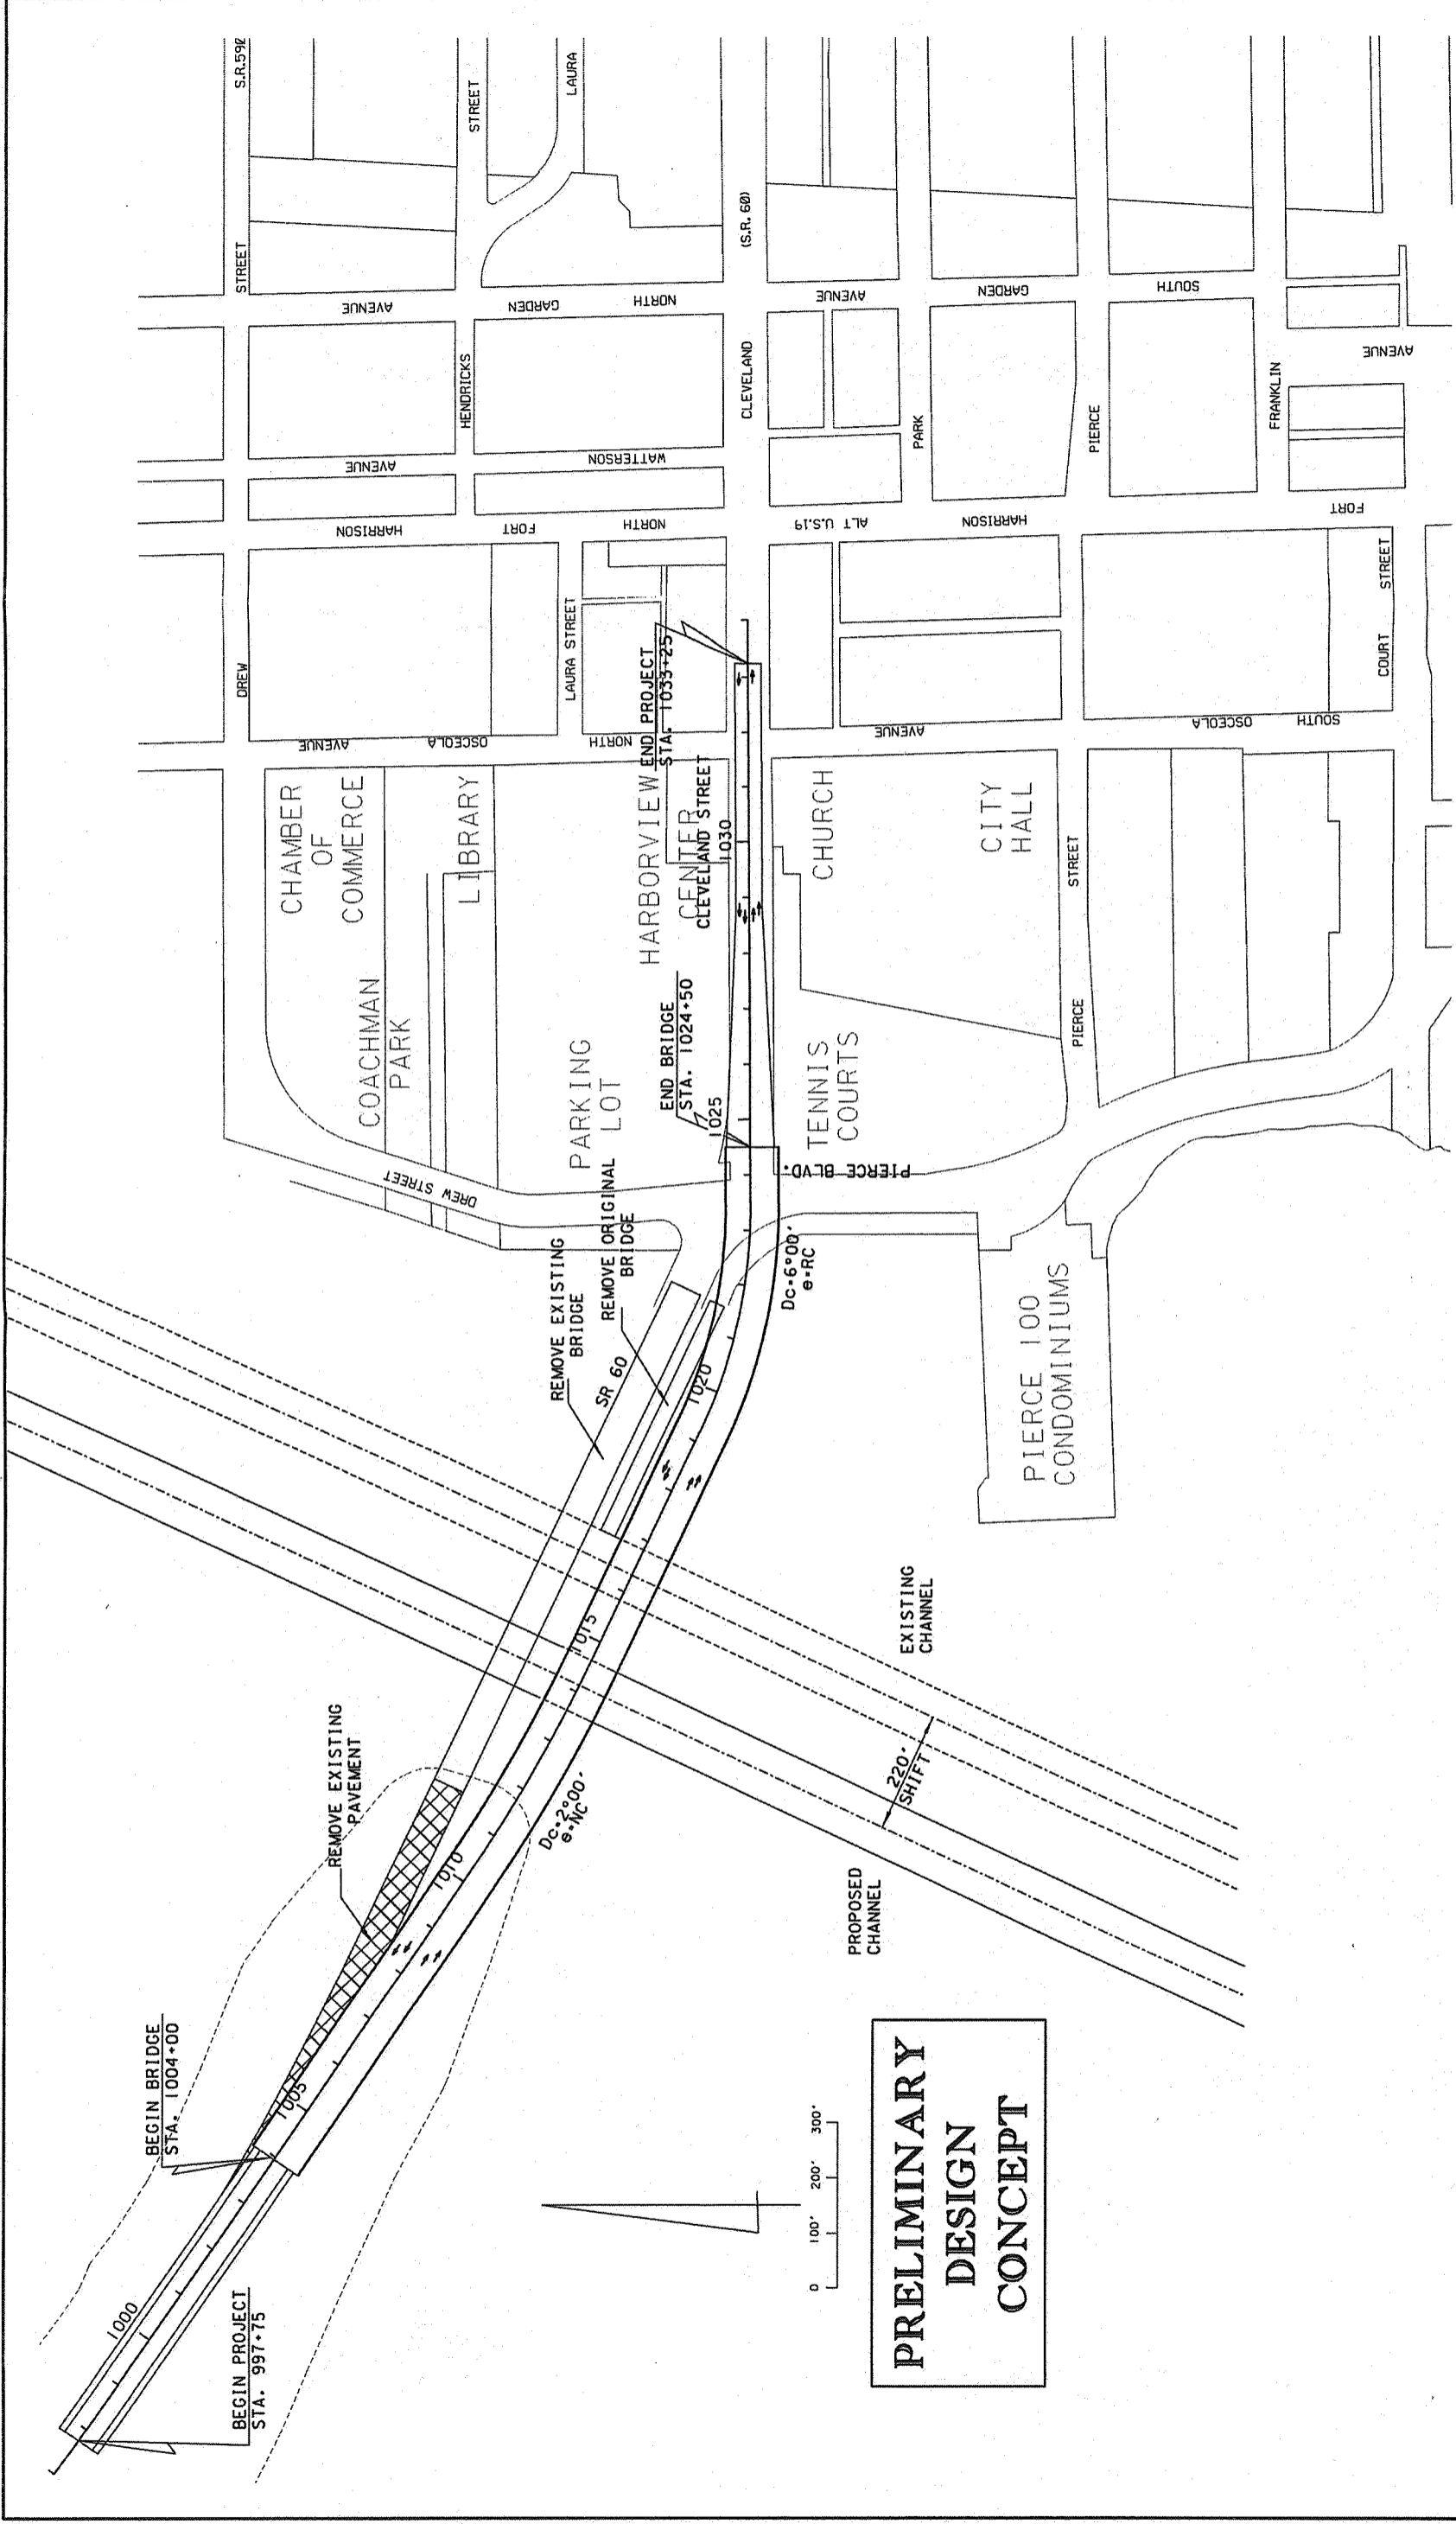 BEGIN PROJECT
STA. 997+75
1000
BEGIN BRIDGE
STA. 1004+00
1005
REMOVE EXISTING
PAVEMENT
1010
Dc=2°00'
e=NC
1015
REMOVE EXISTING
BRIDGE
SR 60
REMOVE ORIGINAL
BRIDGE
1020
Dc=6°00'
e=RC
END BRIDGE
STA. 1024+50
1025
CLEVELAND STREET
1030
END PROJECT
STA. 1033+25
PROPOSED
CHANNEL
220'
SHIFT
EXISTING
CHANNEL
0 100' 200' 300'
PRELIMINARY
DESIGN
CONCEPT
PIERCE 100
CONDOMINIUMS
DREW STREET
COACHMAN
PARK
PARKING
LOT
CHAMBER
OF
COMMERCE
LIBRARY
HARBORVIEW
CENTER
TENNIS
COURTS
PIERCE BLVD.
CHURCH
CITY
HALL
PIERCE STREET
DREW STREET S.R.590
LAURA STREET
HENDRICKS STREET
LAURA
CLEVELAND (S.R. 60)
PARK
PIERCE
FRANKLIN
COURT STREET
NORTH OSCEOLA AVENUE
AVENUE
SOUTH OSCEOLA
NORTH FORT HARRISON
ALT U.S.19
HARRISON
FORT
WATTERSON AVENUE
NORTH GARDEN AVENUE
AVENUE
SOUTH GARDEN
AVENUE